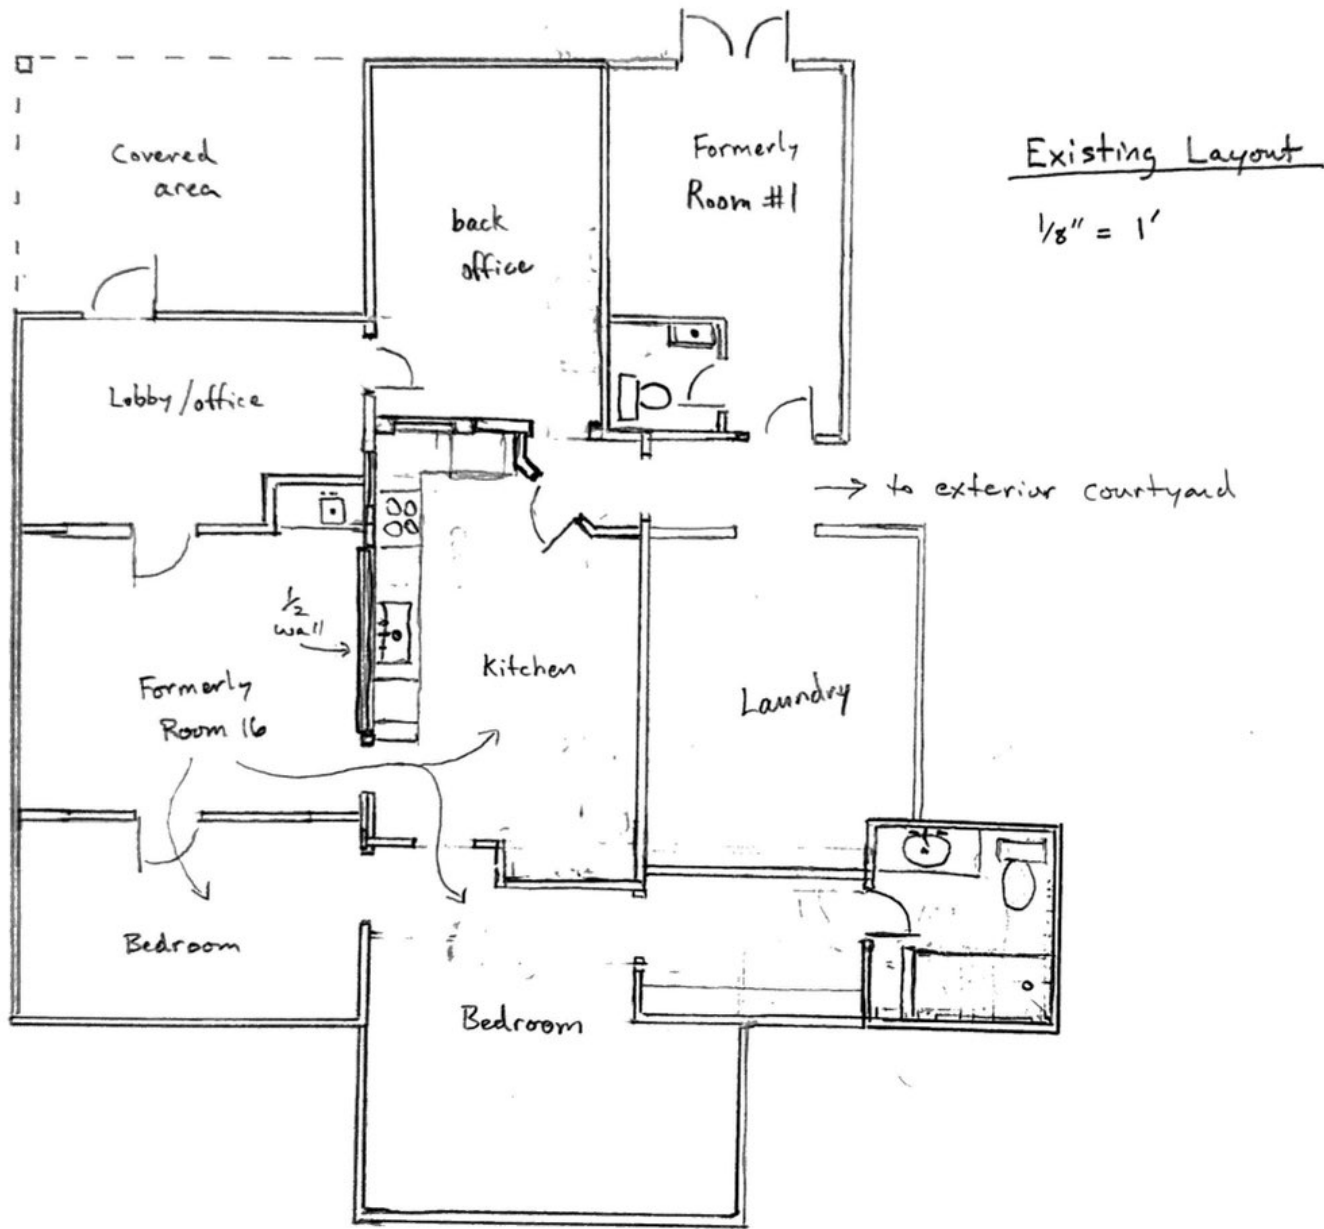 Existing Layout
1/8" = 1'
Covered
area
Formerly
Room #1
back
office
Lobby/office
→ to exterior courtyard
1/2
wall
Kitchen
Formerly
Room 16
Laundry
Bedroom
Bedroom